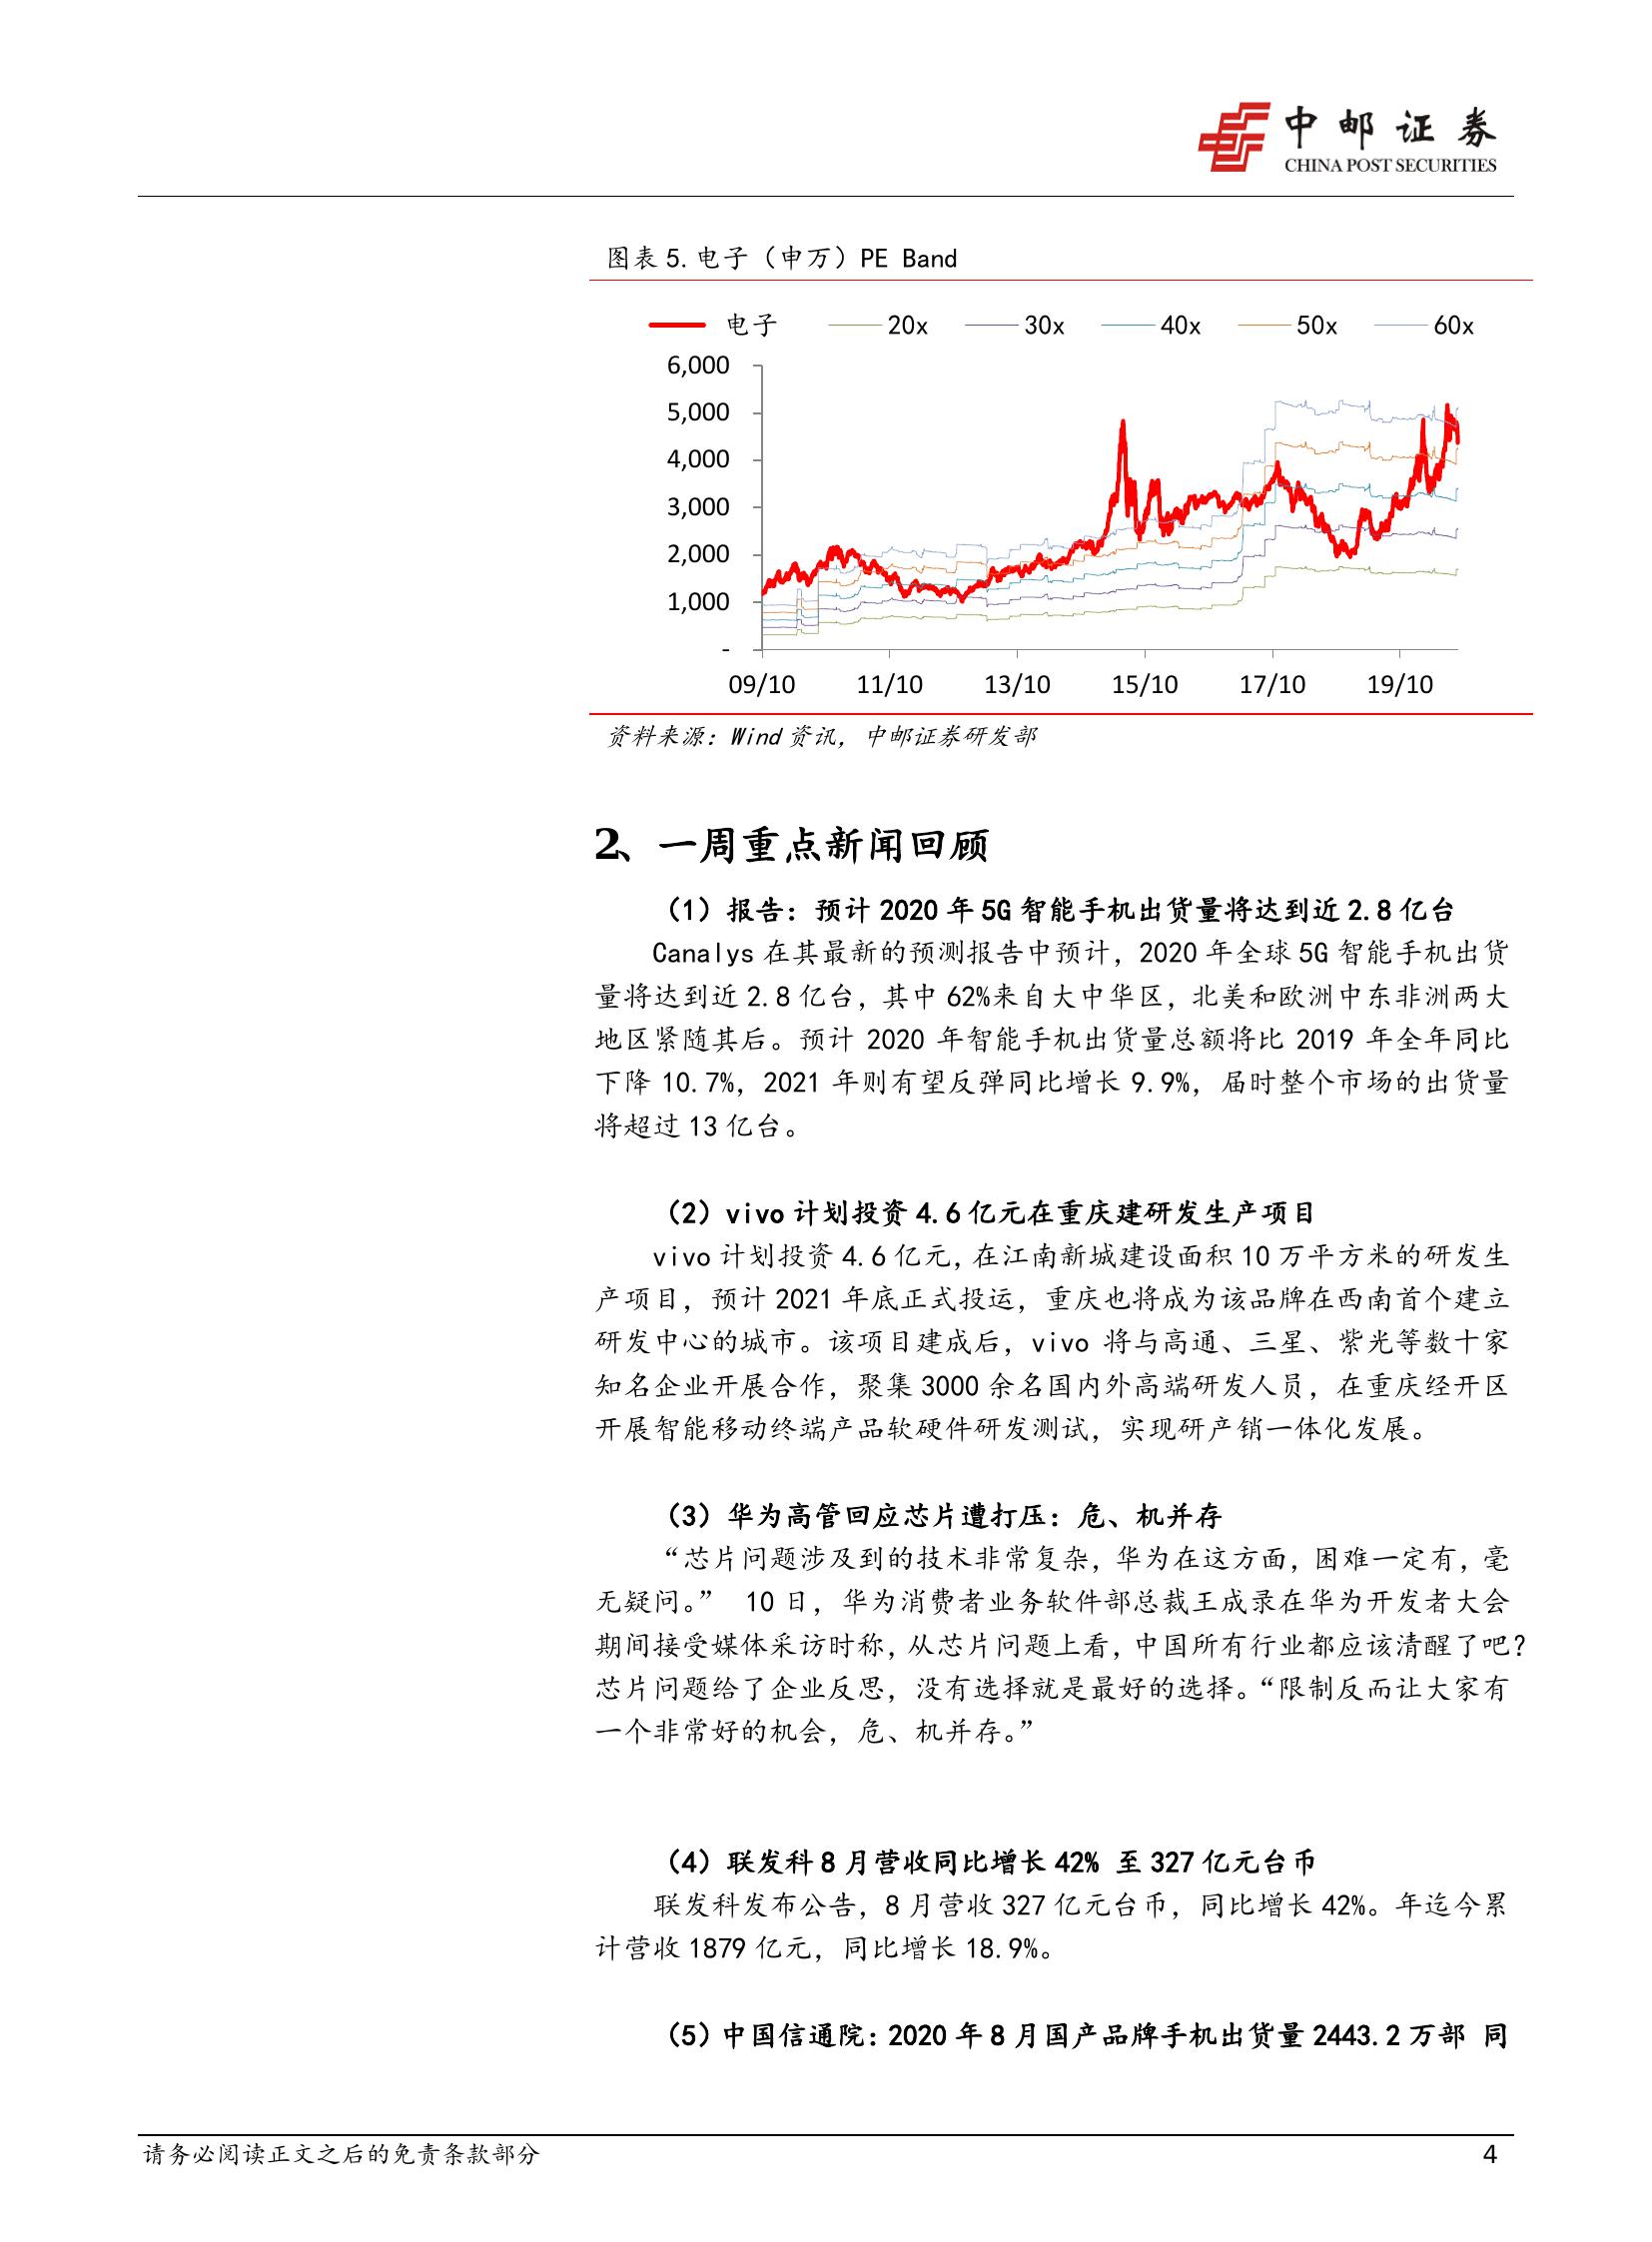 中邮证券
CHINA POST SECURITIES
图表 5.电子（申万）PE Band
电子 20x 30x 40x 50x 60x
6,000
5,000
4,000
3,000
2,000
1,000
-
09/10 11/10 13/10 15/10 17/10 19/10
资料来源：Wind 资讯，中邮证券研发部
2、一周重点新闻回顾
（1）报告：预计 2020 年 5G 智能手机出货量将达到近 2.8 亿台
Canalys 在其最新的预测报告中预计，2020 年全球 5G 智能手机出货
量将达到近 2.8 亿台，其中 62%来自大中华区，北美和欧洲中东非洲两大
地区紧随其后。预计 2020 年智能手机出货量总额将比 2019 年全年同比
下降 10.7%，2021 年则有望反弹同比增长 9.9%，届时整个市场的出货量
将超过 13 亿台。
（2）vivo 计划投资 4.6 亿元在重庆建研发生产项目
vivo 计划投资 4.6 亿元，在江南新城建设面积 10 万平方米的研发生
产项目，预计 2021 年底正式投运，重庆也将成为该品牌在西南首个建立
研发中心的城市。该项目建成后，vivo 将与高通、三星、紫光等数十家
知名企业开展合作，聚集 3000 余名国内外高端研发人员，在重庆经开区
开展智能移动终端产品软硬件研发测试，实现研产销一体化发展。
（3）华为高管回应芯片遭打压：危、机并存
“芯片问题涉及到的技术非常复杂，华为在这方面，困难一定有，毫
无疑问。” 10 日，华为消费者业务软件部总裁王成录在华为开发者大会
期间接受媒体采访时称，从芯片问题上看，中国所有行业都应该清醒了吧？
芯片问题给了企业反思，没有选择就是最好的选择。“限制反而让大家有
一个非常好的机会，危、机并存。”
（4）联发科 8 月营收同比增长 42% 至 327 亿元台币
联发科发布公告，8 月营收 327 亿元台币，同比增长 42%。年迄今累
计营收 1879 亿元，同比增长 18.9%。
（5）中国信通院：2020 年 8 月国产品牌手机出货量 2443.2 万部 同
请务必阅读正文之后的免责条款部分 4